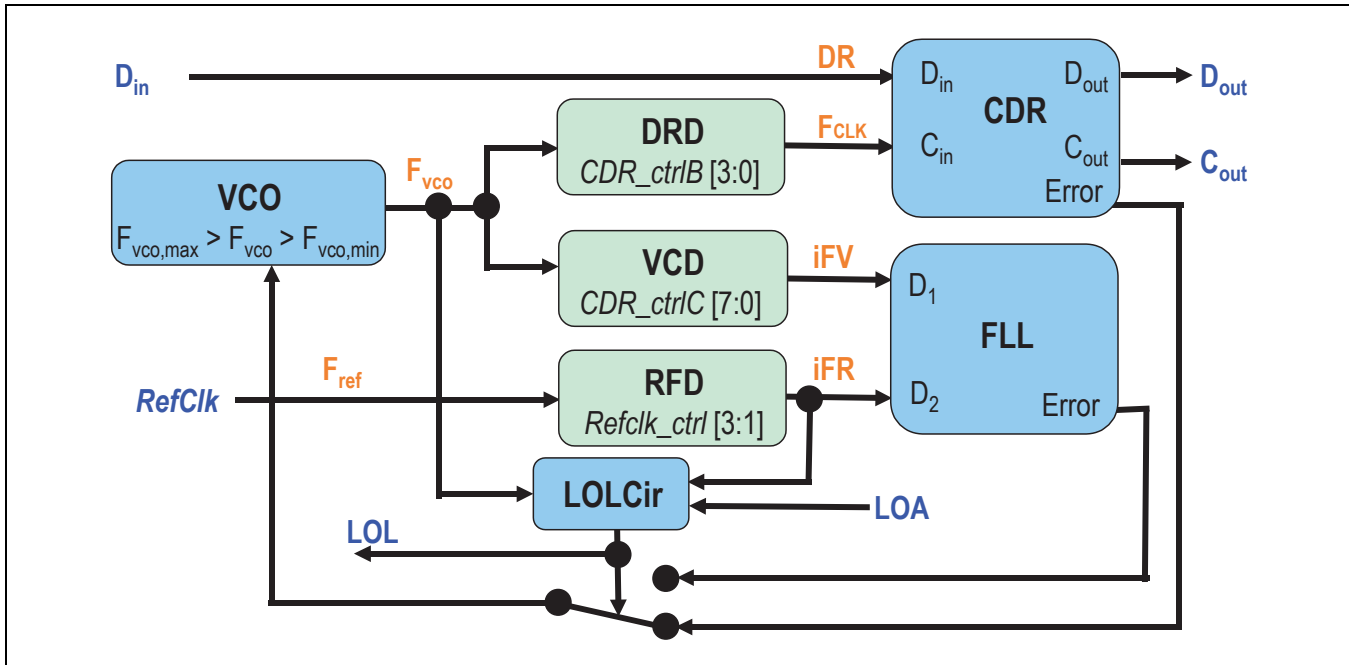 DR
D_in
D_in
D_out
D_out
CDR
DRD
CDR_ctrlB [3:0]
F_CLK
C_in
C_out
C_out
Error
VCO
F_vco,max > F_vco > F_vco,min
F_vco
VCD
CDR_ctrlC [7:0]
iFV
D_1
FLL
RefClk
F_ref
RFD
Refclk_ctrl [3:1]
iFR
D_2
Error
LOLCir
LOA
LOL